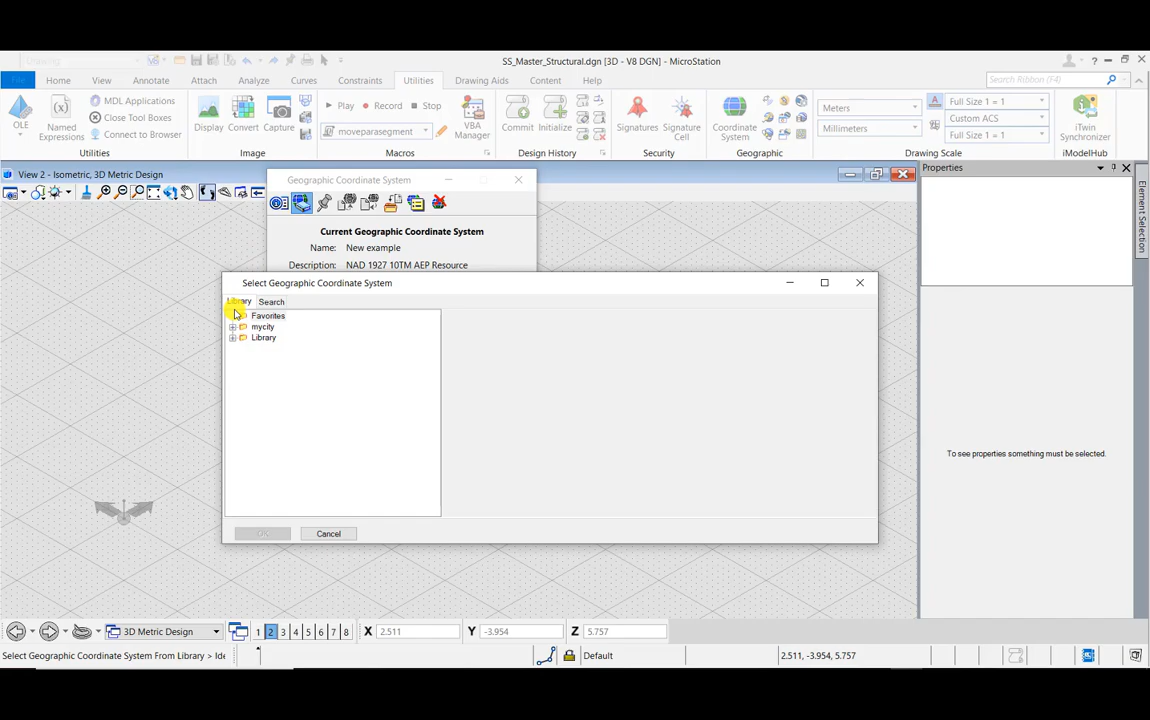 Drawing
SS_Master_Structural.dgn [3D - V8 DGN] - MicroStation
File Home View Annotate Attach Analyze Curves Constraints Utilities Drawing Aids Content Help Search Ribbon (F4)
OLE Named Expressions MDL Applications Close Tool Boxes Connect to Browser
Display Convert Capture
Play Record Stop moveparasegment VBA Manager
Commit Initialize Signatures Signature Cell
Coordinate System
Meters Millimeters Full Size 1 = 1 Custom ACS Full Size 1 = 1
iTwin Synchronizer
Utilities Image Macros Design History Security Geographic Drawing Scale iModelHub
View 2 - Isometric, 3D Metric Design
Geographic Coordinate System
Properties
Element Selection
Current Geographic Coordinate System
Name: New example
Description: NAD 1927 10TM AEP Resource
Select Geographic Coordinate System
Library Search
Favorites
mycity
Library
To see properties something must be selected.
OK Cancel
3D Metric Design 1 2 3 4 5 6 7 8 X 2.511 Y -3.954 Z 5.757
Select Geographic Coordinate System From Library > Ide Default 2.511, -3.954, 5.757